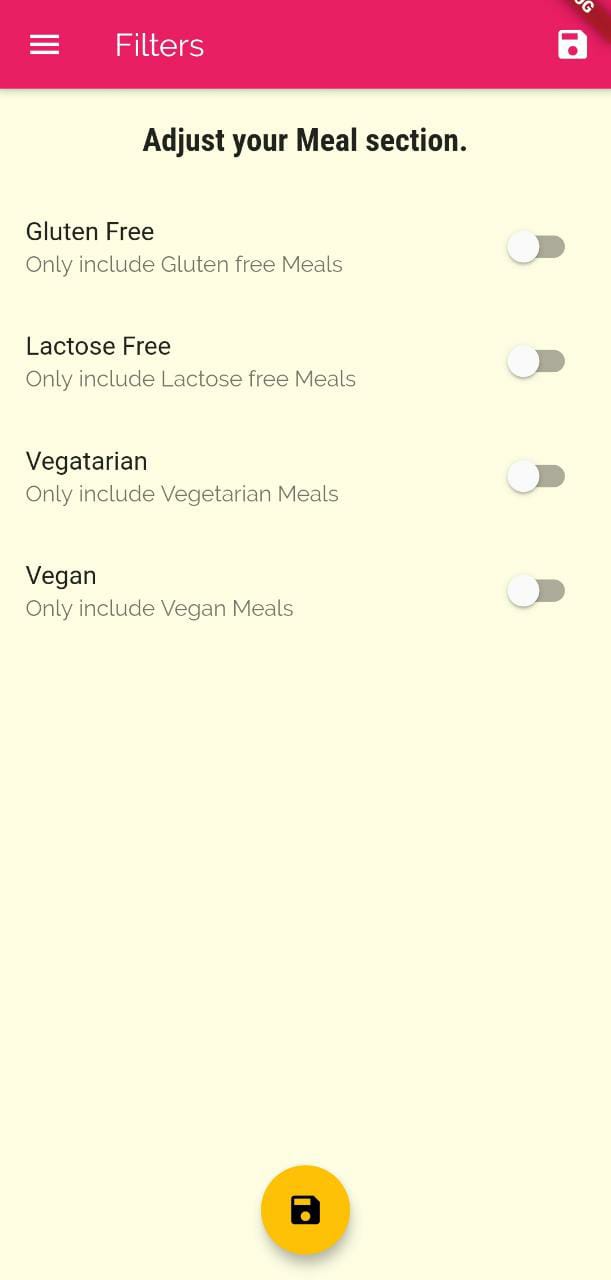 Filters
Adjust your Meal section.
Gluten Free
Only include Gluten free Meals
Lactose Free
Only include Lactose free Meals
Vegatarian
Only include Vegetarian Meals
Vegan
Only include Vegan Meals